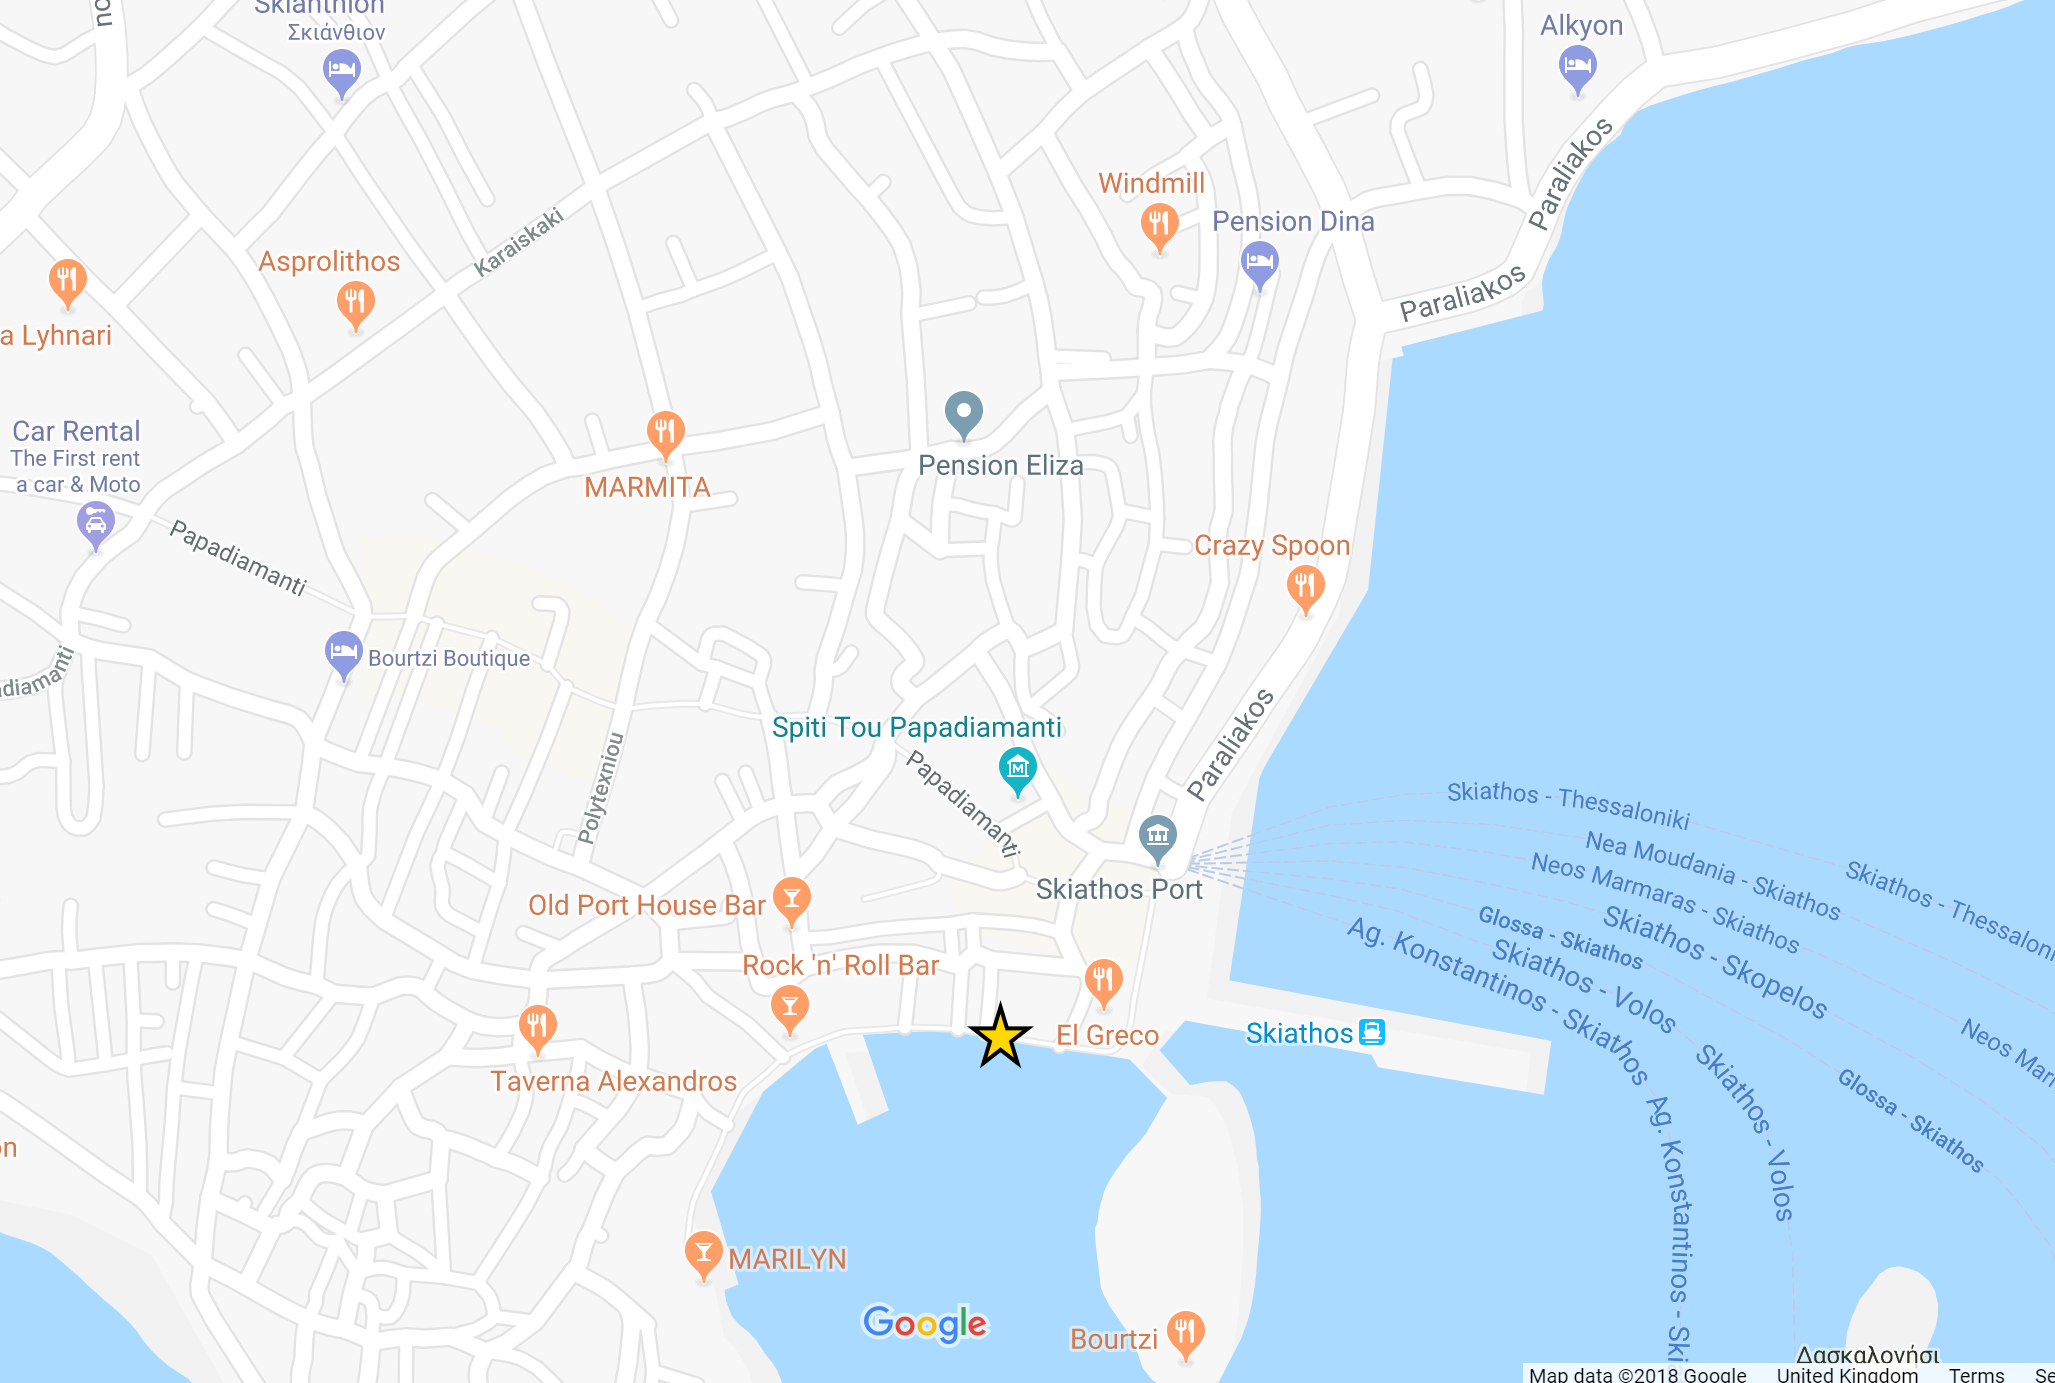 Skianthion
Σκιάνθιον
Alkyon
Paraliakos
Windmill
Pension Dina
Karaiskaki
Asprolithos
Paraliakos
a Lyhnari
Car Rental
The First rent
a car & Moto
MARMITA
Pension Eliza
Papadiamanti
Crazy Spoon
Bourtzi Boutique
diamanti
Paraliakos
Spiti Tou Papadiamanti
Polytexniou
Papadiamanti
Skiathos - Thessaloniki
Nea Moudania - Skiathos
Neos Marmaras - Skiathos
Skiathos - Thessaloni
Skiathos Port
Old Port House Bar
Glossa - Skiathos
Skiathos - Skopelos
Ag. Konstantinos - Skiathos
Skiathos - Volos
Rock 'n' Roll Bar
El Greco
Skiathos
Neos Mar
Taverna Alexandros
Skiathos - Volos
Glossa - Skiathos
Ag. Konstantinos - Ski
on
MARILYN
Google
Bourtzi
Δασκαλονήσι
Map data ©2018 Google United Kingdom Terms Se